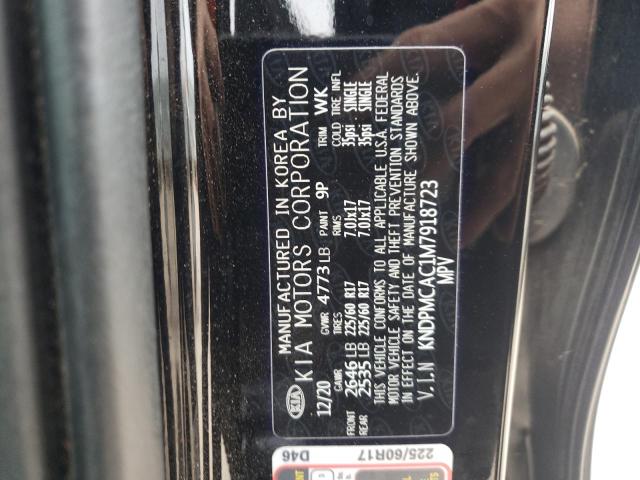 KIA
MANUFACTURED IN KOREA BY
KIA MOTORS CORPORATION
12/20 GVWR 4773 LB PAINT 9P TRIM WK
GAWR TIRES RIMS COLD TIRE INFL
FRONT 2646 LB 225/60 R17 7.0Jx17 35psi SINGLE
REAR 2535 LB 225/60 R17 7.0Jx17 35psi SINGLE
THIS VEHICLE CONFORMS TO ALL APPLICABLE U.S.A. FEDERAL
MOTOR VEHICLE SAFETY AND THEFT PREVENTION STANDARDS
IN EFFECT ON THE DATE OF MANUFACTURE SHOWN ABOVE.
V.I.N KNDPMCAC1M7918723
MPV
D46 225/60R17